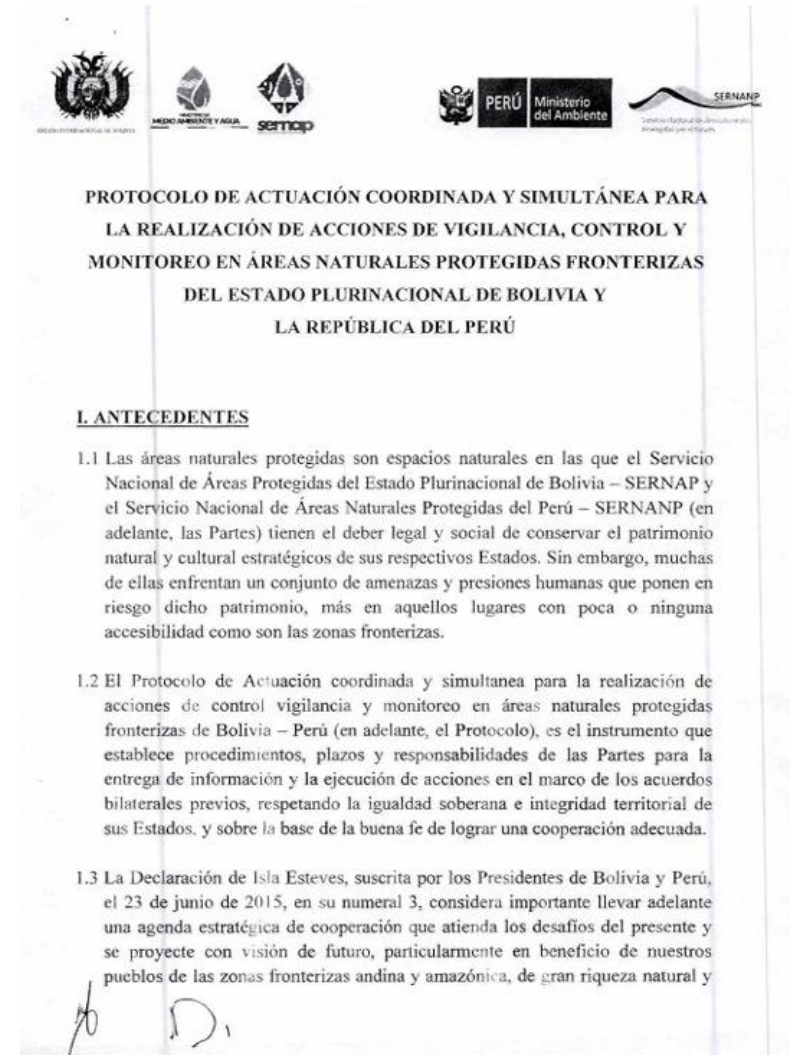 ESTADO PLURINACIONAL DE BOLIVIA
MINISTERIO DE
MEDIO AMBIENTE Y AGUA
sernap
PERÚ
Ministerio
del Ambiente
SERNANP
PROTOCOLO DE ACTUACIÓN COORDINADA Y SIMULTÁNEA PARA
LA REALIZACIÓN DE ACCIONES DE VIGILANCIA, CONTROL Y
MONITOREO EN ÁREAS NATURALES PROTEGIDAS FRONTERIZAS
DEL ESTADO PLURINACIONAL DE BOLIVIA Y
LA REPÚBLICA DEL PERÚ
I. ANTECEDENTES
1.1 Las áreas naturales protegidas son espacios naturales en las que el Servicio
Nacional de Áreas Protegidas del Estado Plurinacional de Bolivia – SERNAP y
el Servicio Nacional de Áreas Naturales Protegidas del Perú – SERNANP (en
adelante, las Partes) tienen el deber legal y social de conservar el patrimonio
natural y cultural estratégicos de sus respectivos Estados. Sin embargo, muchas
de ellas enfrentan un conjunto de amenazas y presiones humanas que ponen en
riesgo dicho patrimonio, más en aquellos lugares con poca o ninguna
accesibilidad como son las zonas fronterizas.
1.2 El Protocolo de Actuación coordinada y simultanea para la realización de
acciones de control vigilancia y monitoreo en áreas naturales protegidas
fronterizas de Bolivia – Perú (en adelante, el Protocolo), es el instrumento que
establece procedimientos, plazos y responsabilidades de las Partes para la
entrega de información y la ejecución de acciones en el marco de los acuerdos
bilaterales previos, respetando la igualdad soberana e integridad territorial de
sus Estados, y sobre la base de la buena fe de lograr una cooperación adecuada.
1.3 La Declaración de Isla Esteves, suscrita por los Presidentes de Bolivia y Perú,
el 23 de junio de 2015, en su numeral 3, considera importante llevar adelante
una agenda estratégica de cooperación que atienda los desafíos del presente y
se proyecte con visión de futuro, particularmente en beneficio de nuestros
pueblos de las zonas fronterizas andina y amazónica, de gran riqueza natural y